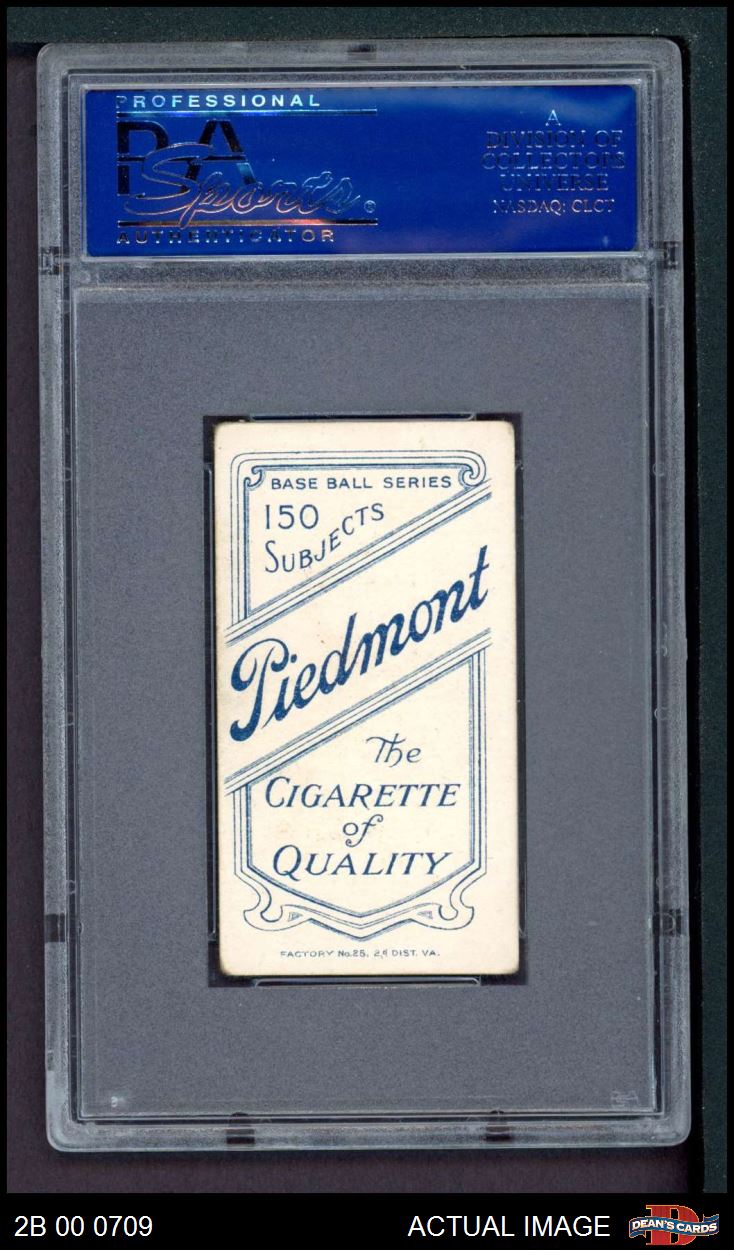 PROFESSIONAL
PSA
Sports®
AUTHENTICATOR
A
DIVISION OF
COLLECTOR'S
UNIVERSE
NASDAQ: CLCT
BASE BALL SERIES
150
SUBJECTS
Piedmont
The
CIGARETTE
of
QUALITY
FACTORY No.25, 2d DIST. VA.
2B 00 0709
ACTUAL IMAGE
DEAN'S CARDS